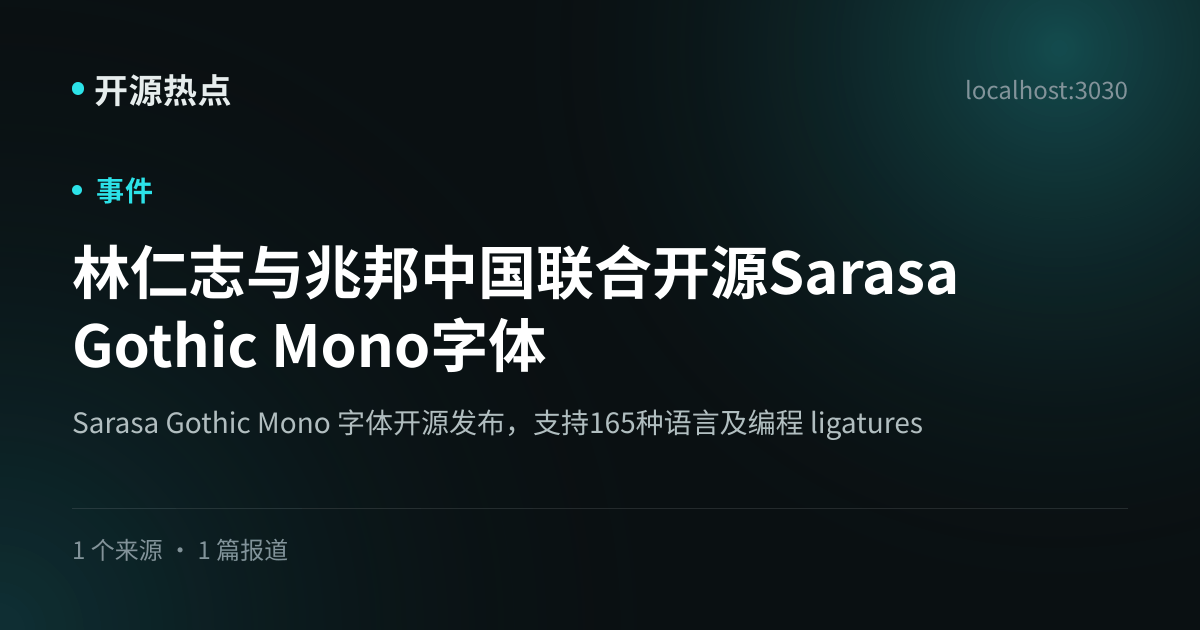 开源热点
localhost:3030
事件
林仁志与兆邦中国联合开源Sarasa
Gothic Mono字体
Sarasa Gothic Mono 字体开源发布，支持165种语言及编程 ligatures
1 个来源 · 1 篇报道